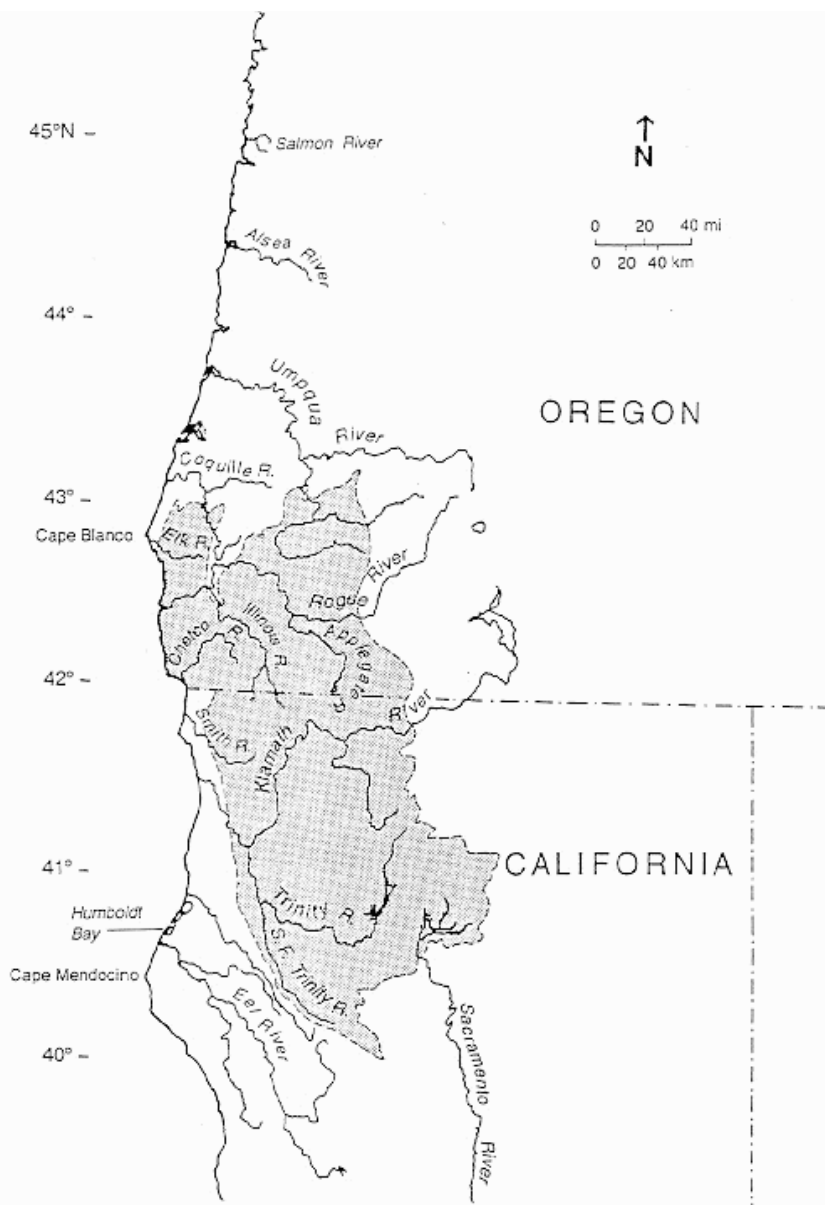 45°N
Salmon River
N
0 20 40 mi
0 20 40 km
Alsea River
44°
Umpqua River
OREGON
Coquille R.
43°
Cape Blanco
Elk R.
Rogue River
Chetco R.
Illinois R.
Applegate R.
42°
Smith R.
Klamath River
41°
CALIFORNIA
Trinity R.
Humboldt
Bay
S.F. Trinity R.
Cape Mendocino
Eel River
40°
Sacramento River